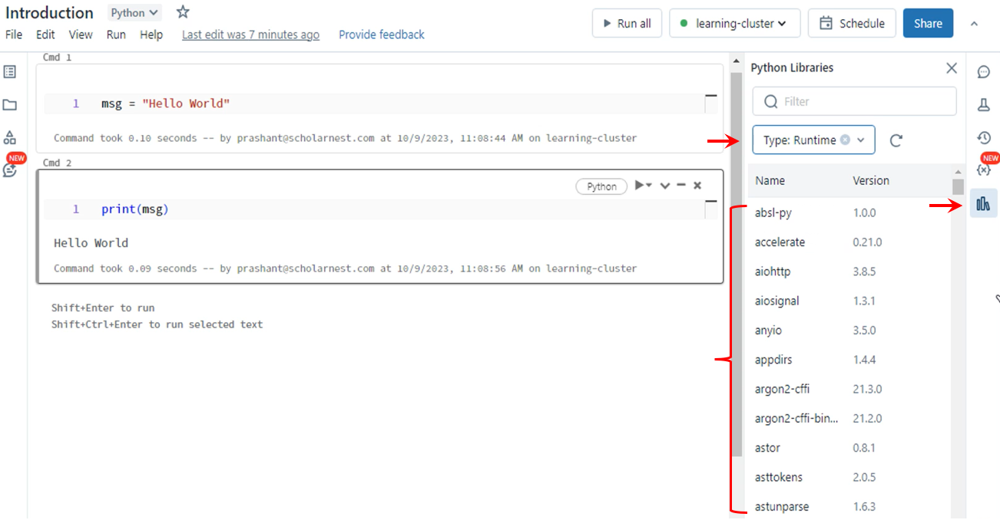 Introduction Python
File Edit View Run Help Last edit was 7 minutes ago Provide feedback
Run all learning-cluster Schedule Share
NEW
Cmd 1
1 msg = "Hello World"
Command took 0.10 seconds -- by prashant@scholarnest.com at 10/9/2023, 11:08:44 AM on learning-cluster
Cmd 2
Python
1 print(msg)
Hello World
Command took 0.09 seconds -- by prashant@scholarnest.com at 10/9/2023, 11:08:56 AM on learning-cluster
Shift+Enter to run
Shift+Ctrl+Enter to run selected text
Python Libraries
Filter
Type: Runtime
Name Version
absl-py 1.0.0
accelerate 0.21.0
aiohttp 3.8.5
aiosignal 1.3.1
anyio 3.5.0
appdirs 1.4.4
argon2-cffi 21.3.0
argon2-cffi-bin... 21.2.0
astor 0.8.1
asttokens 2.0.5
astunparse 1.6.3
NEW
{x}